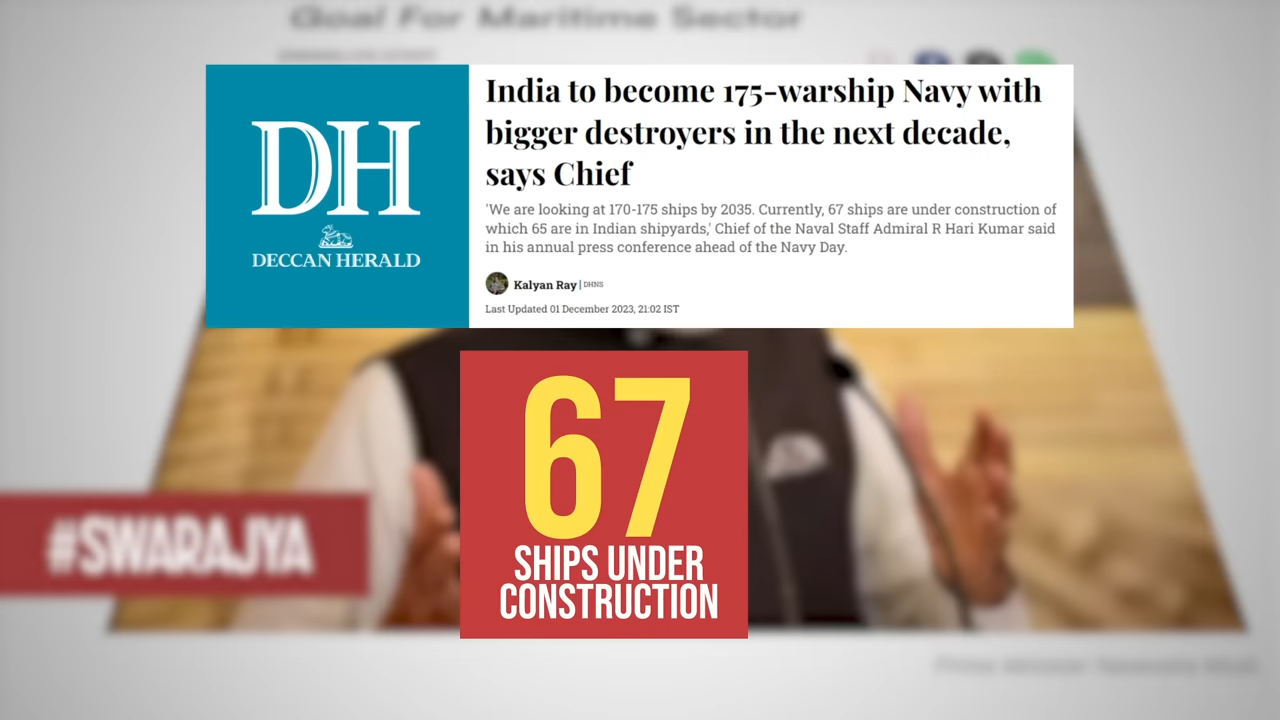 Goal For Maritime Sector
DH
DECCAN HERALD
India to become 175-warship Navy with
bigger destroyers in the next decade,
says Chief
'We are looking at 170-175 ships by 2035. Currently, 67 ships are under construction of
which 65 are in Indian shipyards,' Chief of the Naval Staff Admiral R Hari Kumar said
in his annual press conference ahead of the Navy Day.
Kalyan Ray | DHNS
Last Updated 01 December 2023, 21:02 IST
67
SHIPS UNDER
CONSTRUCTION
#SWARAJYA
Prime Minister Narendra Modi